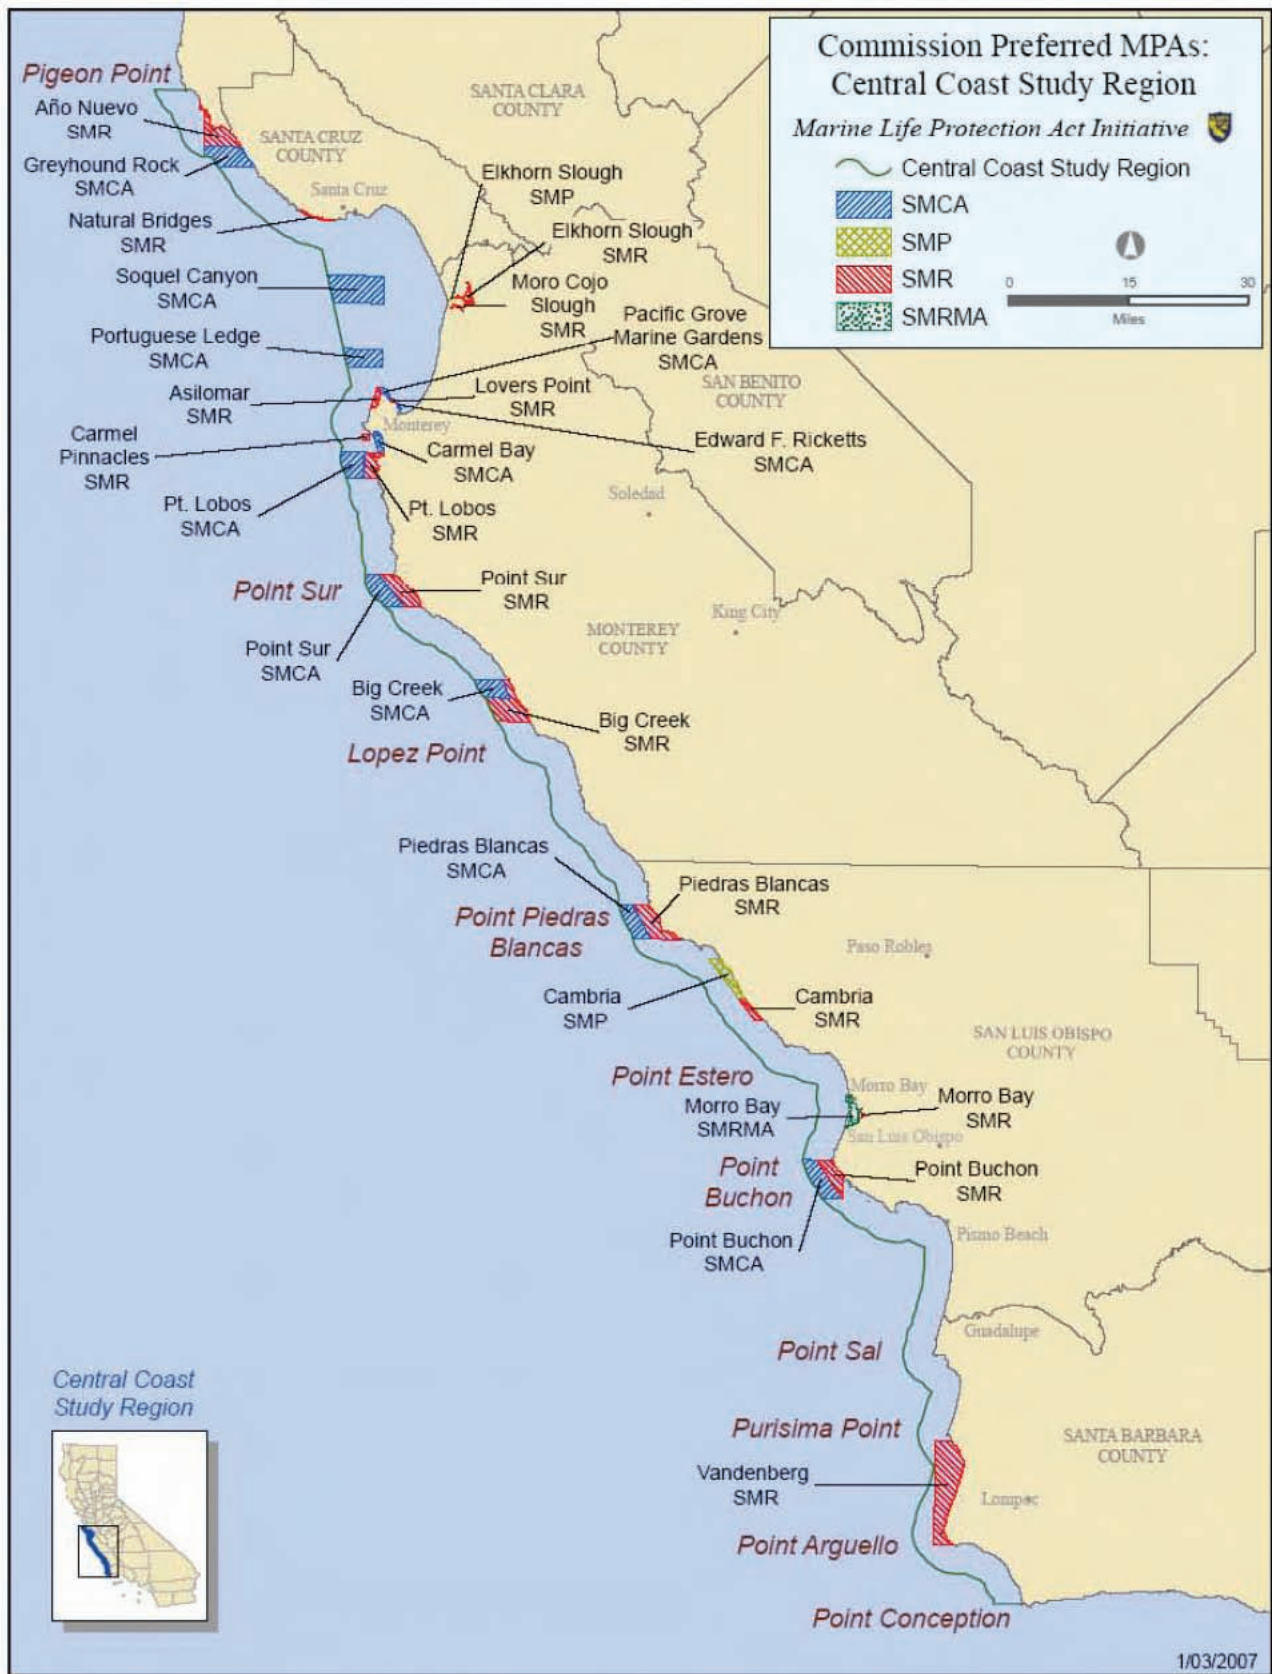 Commission Preferred MPAs:
Central Coast Study Region
Marine Life Protection Act Initiative
Central Coast Study Region
SMCA
SMP
SMR
SMRMA
0 15 30
Miles
Pigeon Point
Año Nuevo
SMR
Greyhound Rock
SMCA
Natural Bridges
SMR
Soquel Canyon
SMCA
Portuguese Ledge
SMCA
Asilomar
SMR
Carmel
Pinnacles
SMR
Pt. Lobos
SMCA
SANTA CLARA
COUNTY
SANTA CRUZ
COUNTY
Santa Cruz
Elkhorn Slough
SMP
Elkhorn Slough
SMR
Moro Cojo
Slough
SMR
Pacific Grove
Marine Gardens
SMCA
Lovers Point
SMR
SAN BENITO
COUNTY
Monterey
Edward F. Ricketts
SMCA
Carmel Bay
SMCA
Pt. Lobos
SMR
Soledad
Point Sur
Point Sur
SMR
Point Sur
SMCA
King City
MONTEREY
COUNTY
Big Creek
SMCA
Big Creek
SMR
Lopez Point
Piedras Blancas
SMCA
Piedras Blancas
SMR
Point Piedras
Blancas
Paso Robles
Cambria
SMP
Cambria
SMR
SAN LUIS OBISPO
COUNTY
Point Estero
Morro Bay
Morro Bay
SMRMA
Morro Bay
SMR
San Luis Obispo
Point
Buchon
Point Buchon
SMR
Point Buchon
SMCA
Pismo Beach
Guadalupe
Point Sal
Purisima Point
SANTA BARBARA
COUNTY
Vandenberg
SMR
Lompoc
Point Arguello
Point Conception
Central Coast
Study Region
1/03/2007